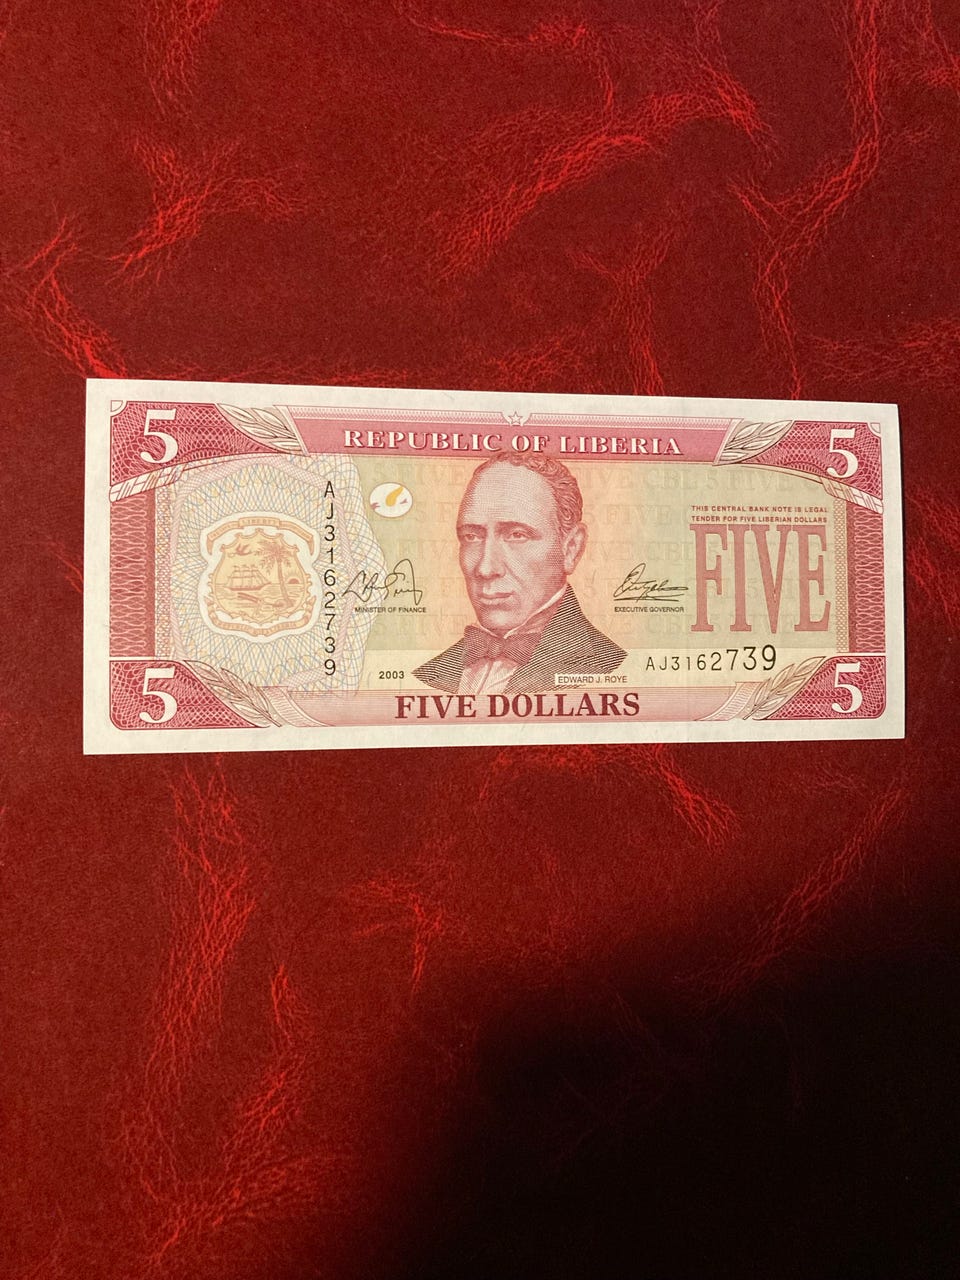 5
5
REPUBLIC OF LIBERIA
AJ3162739
LIBERIA
THIS CENTRAL BANK NOTE IS LEGAL
TENDER FOR FIVE LIBERIAN DOLLARS
FIVE
MINISTER OF FINANCE
EXECUTIVE GOVERNOR
AJ3162739
2003
EDWARD J. ROYE
5
FIVE DOLLARS
5